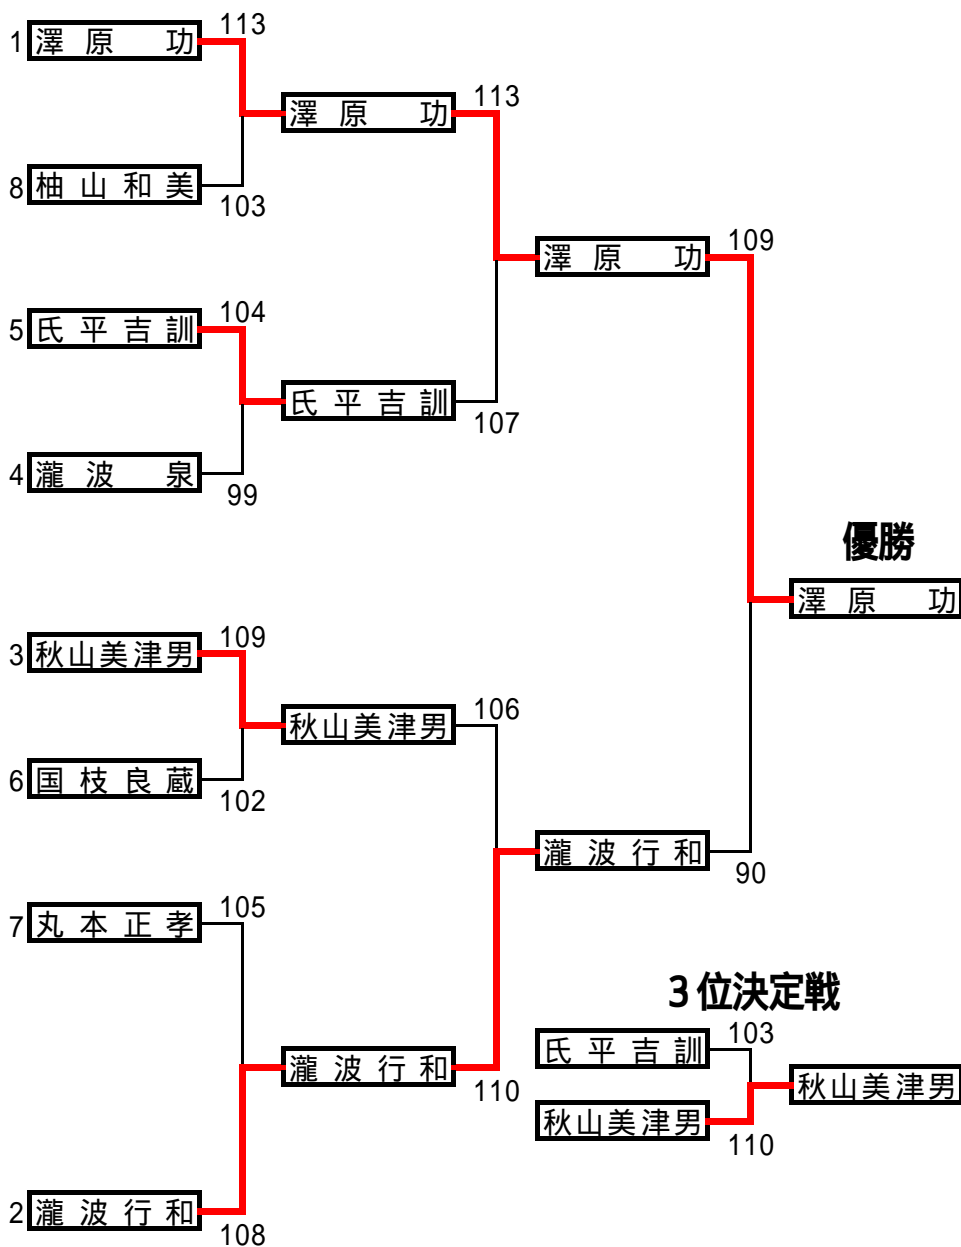 113
1 澤原 功
113
澤原 功
8 柚山和美
103
109
澤原 功
104
5 氏平吉訓
氏平吉訓
107
4 瀧波 泉
99
優勝
澤原 功
109
3 秋山美津男
106
秋山美津男
6 国枝良蔵
102
瀧波行和
90
105
7 丸本正孝
3位決定戦
103
氏平吉訓
瀧波行和
110
秋山美津男
秋山美津男
110
2 瀧波行和
108